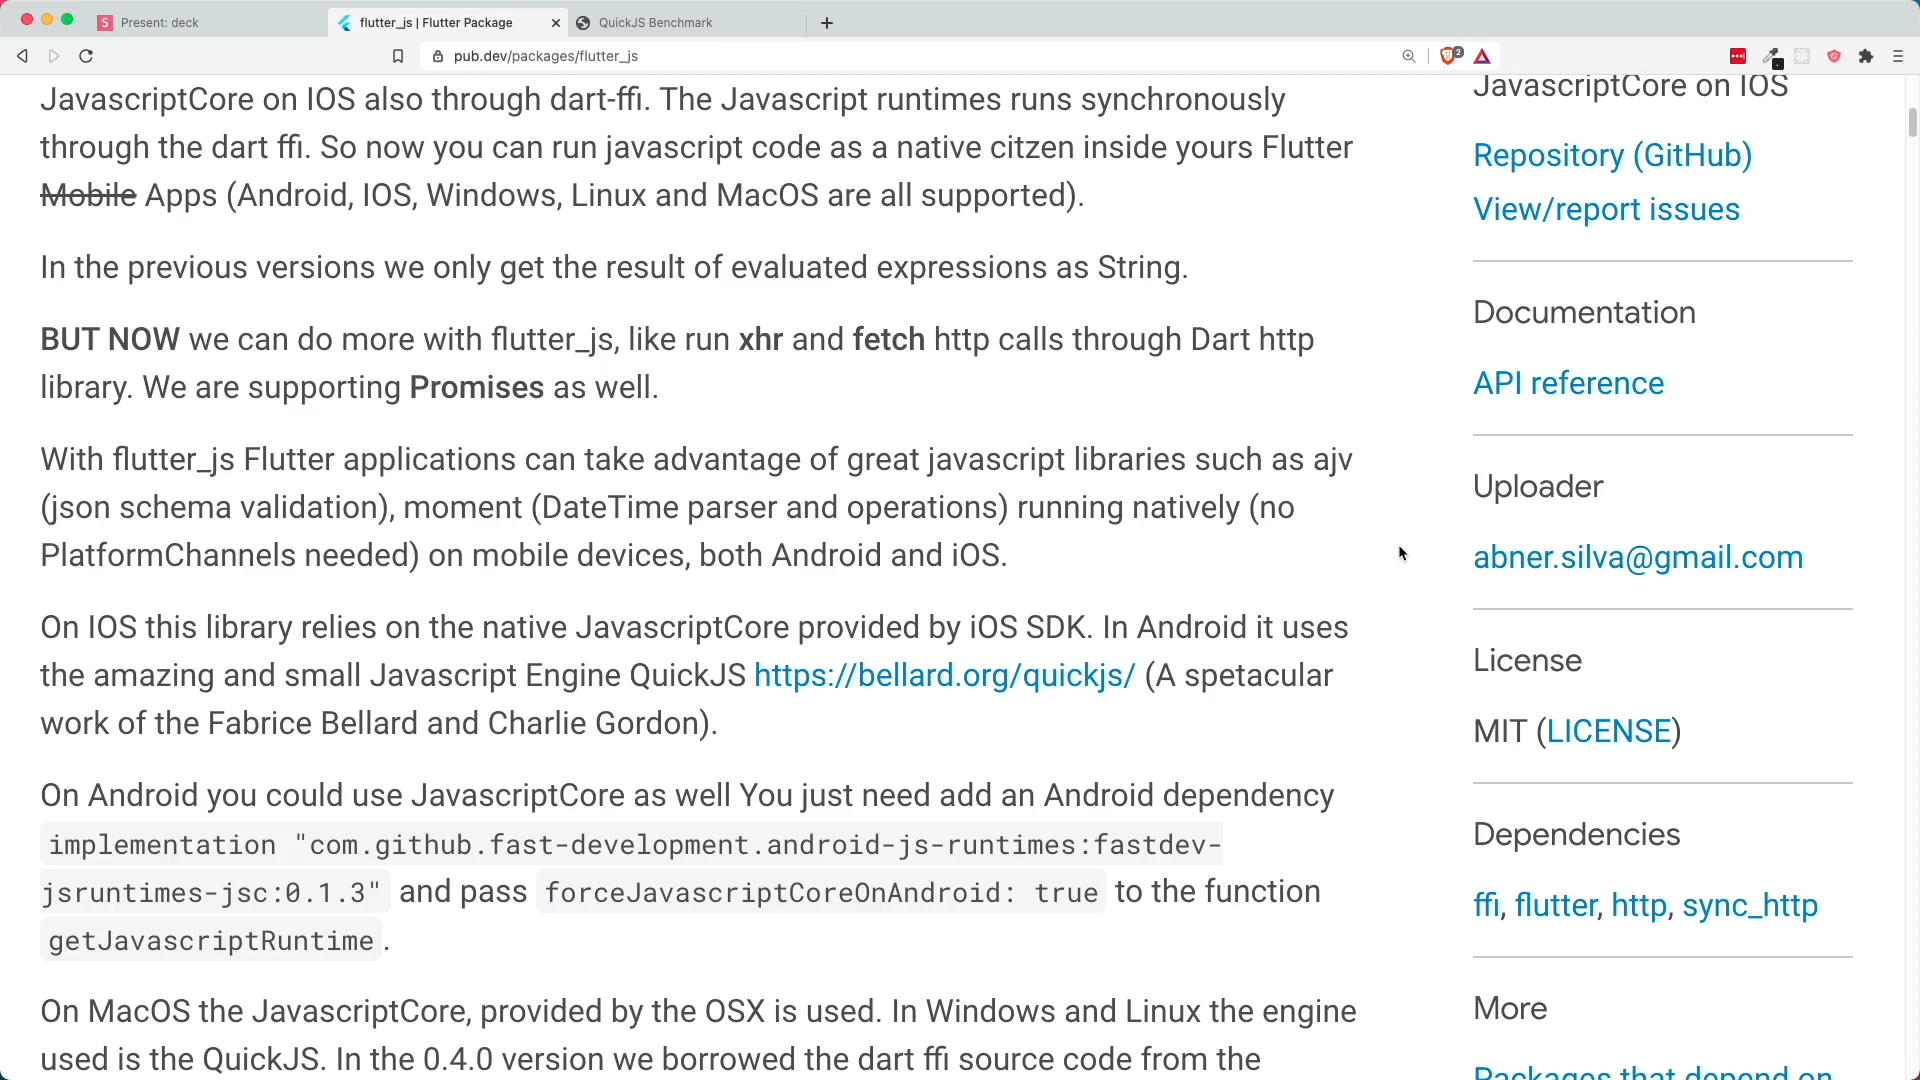 Present: deck
flutter_js | Flutter Package
QuickJS Benchmark
pub.dev/packages/flutter_js
2
JavascriptCore on IOS also through dart-ffi. The Javascript runtimes runs synchronously
through the dart ffi. So now you can run javascript code as a native citzen inside yours Flutter
Mobile Apps (Android, IOS, Windows, Linux and MacOS are all supported).
In the previous versions we only get the result of evaluated expressions as String.
BUT NOW we can do more with flutter_js, like run xhr and fetch http calls through Dart http
library. We are supporting Promises as well.
With flutter_js Flutter applications can take advantage of great javascript libraries such as ajv
(json schema validation), moment (DateTime parser and operations) running natively (no
PlatformChannels needed) on mobile devices, both Android and iOS.
On IOS this library relies on the native JavascriptCore provided by iOS SDK. In Android it uses
the amazing and small Javascript Engine QuickJS https://bellard.org/quickjs/ (A spetacular
work of the Fabrice Bellard and Charlie Gordon).
On Android you could use JavascriptCore as well You just need add an Android dependency
implementation "com.github.fast-development.android-js-runtimes:fastdev-
jsruntimes-jsc:0.1.3" and pass forceJavascriptCoreOnAndroid: true to the function
getJavascriptRuntime.
On MacOS the JavascriptCore, provided by the OSX is used. In Windows and Linux the engine
used is the QuickJS. In the 0.4.0 version we borrowed the dart ffi source code from the
JavascriptCore on IOS
Repository (GitHub)
View/report issues
Documentation
API reference
Uploader
abner.silva@gmail.com
License
MIT (LICENSE)
Dependencies
ffi, flutter, http, sync_http
More
Packages that depend on